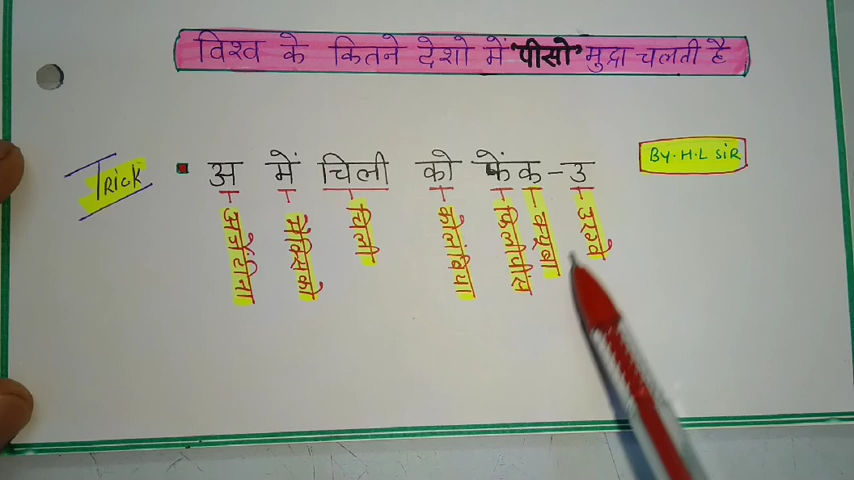 विश्व के कितने देशो में "पीसो" मुद्रा चलती है
BY. H.L SIR
TRICK
अ में चिली को फेंक - उ
अर्जेंटीना
मेक्सिको
चिली
कोलंबिया
फिलीपींस
क्यूबा
उरुग्वे